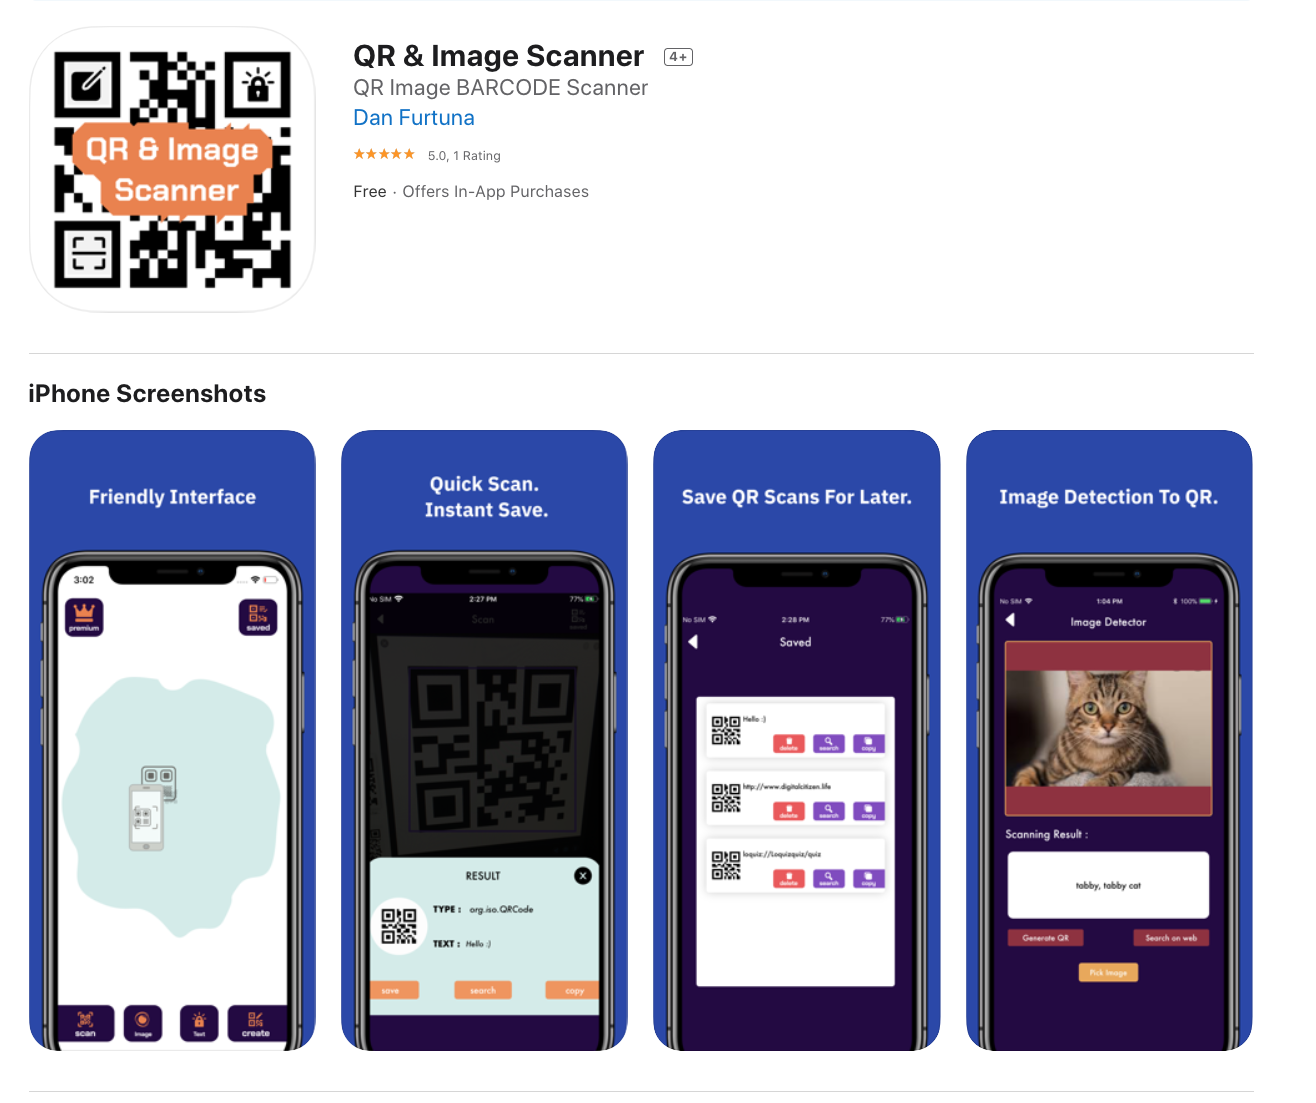 QR & Image
Scanner
QR & Image Scanner 4+
QR Image BARCODE Scanner
Dan Furtuna
5.0, 1 Rating
Free · Offers In-App Purchases
iPhone Screenshots
Friendly Interface
3:02
premium
saved
scan
Image
Text
create
Quick Scan.
Instant Save.
No SIM 2:27 PM 77%
Scan
saved
RESULT
TYPE : org.iso.QRCode
TEXT : Hello :)
save search copy
Save QR Scans For Later.
No SIM 2:28 PM 77%
Saved
Hello :)
delete search copy
http://www.digitalcitizen.life
delete search copy
loquiz://Loquizquiz/quiz
delete search copy
Image Detection To QR.
No SIM 1:04 PM 100%
Image Detector
Scanning Result :
tabby, tabby cat
Generate QR Search on web
Pick Image